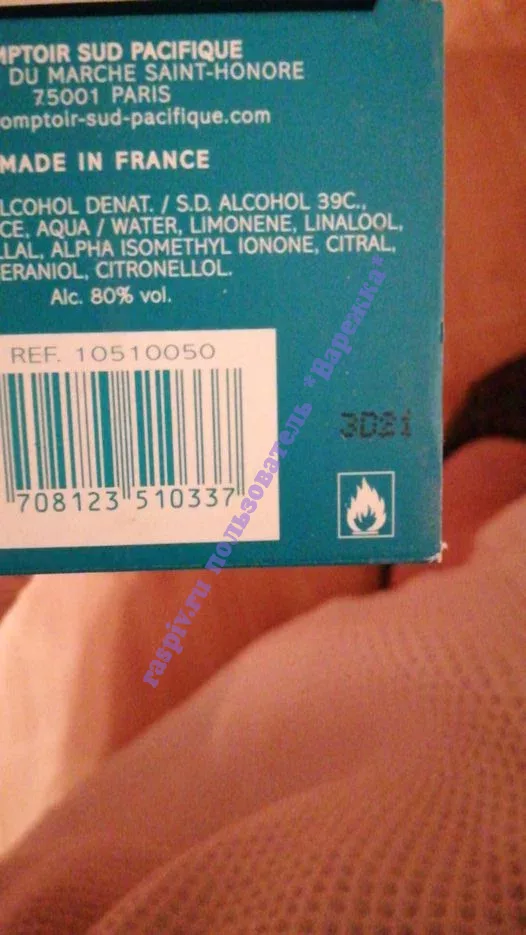 MPTOIR SUD PACIFIQUE
DU MARCHE SAINT-HONORE
75001 PARIS
omptoir-sud-pacifique.com
MADE IN FRANCE
LCOHOL DENAT. / S.D. ALCOHOL 39C.,
CE, AQUA / WATER, LIMONENE, LINALOOL,
LLAL, ALPHA ISOMETHYL IONONE, CITRAL,
ERANIOL, CITRONELLOL.
Alc. 80% vol.
REF. 10510050
3D21
708123 510337
raspiv.ru пользователь *Варежка*